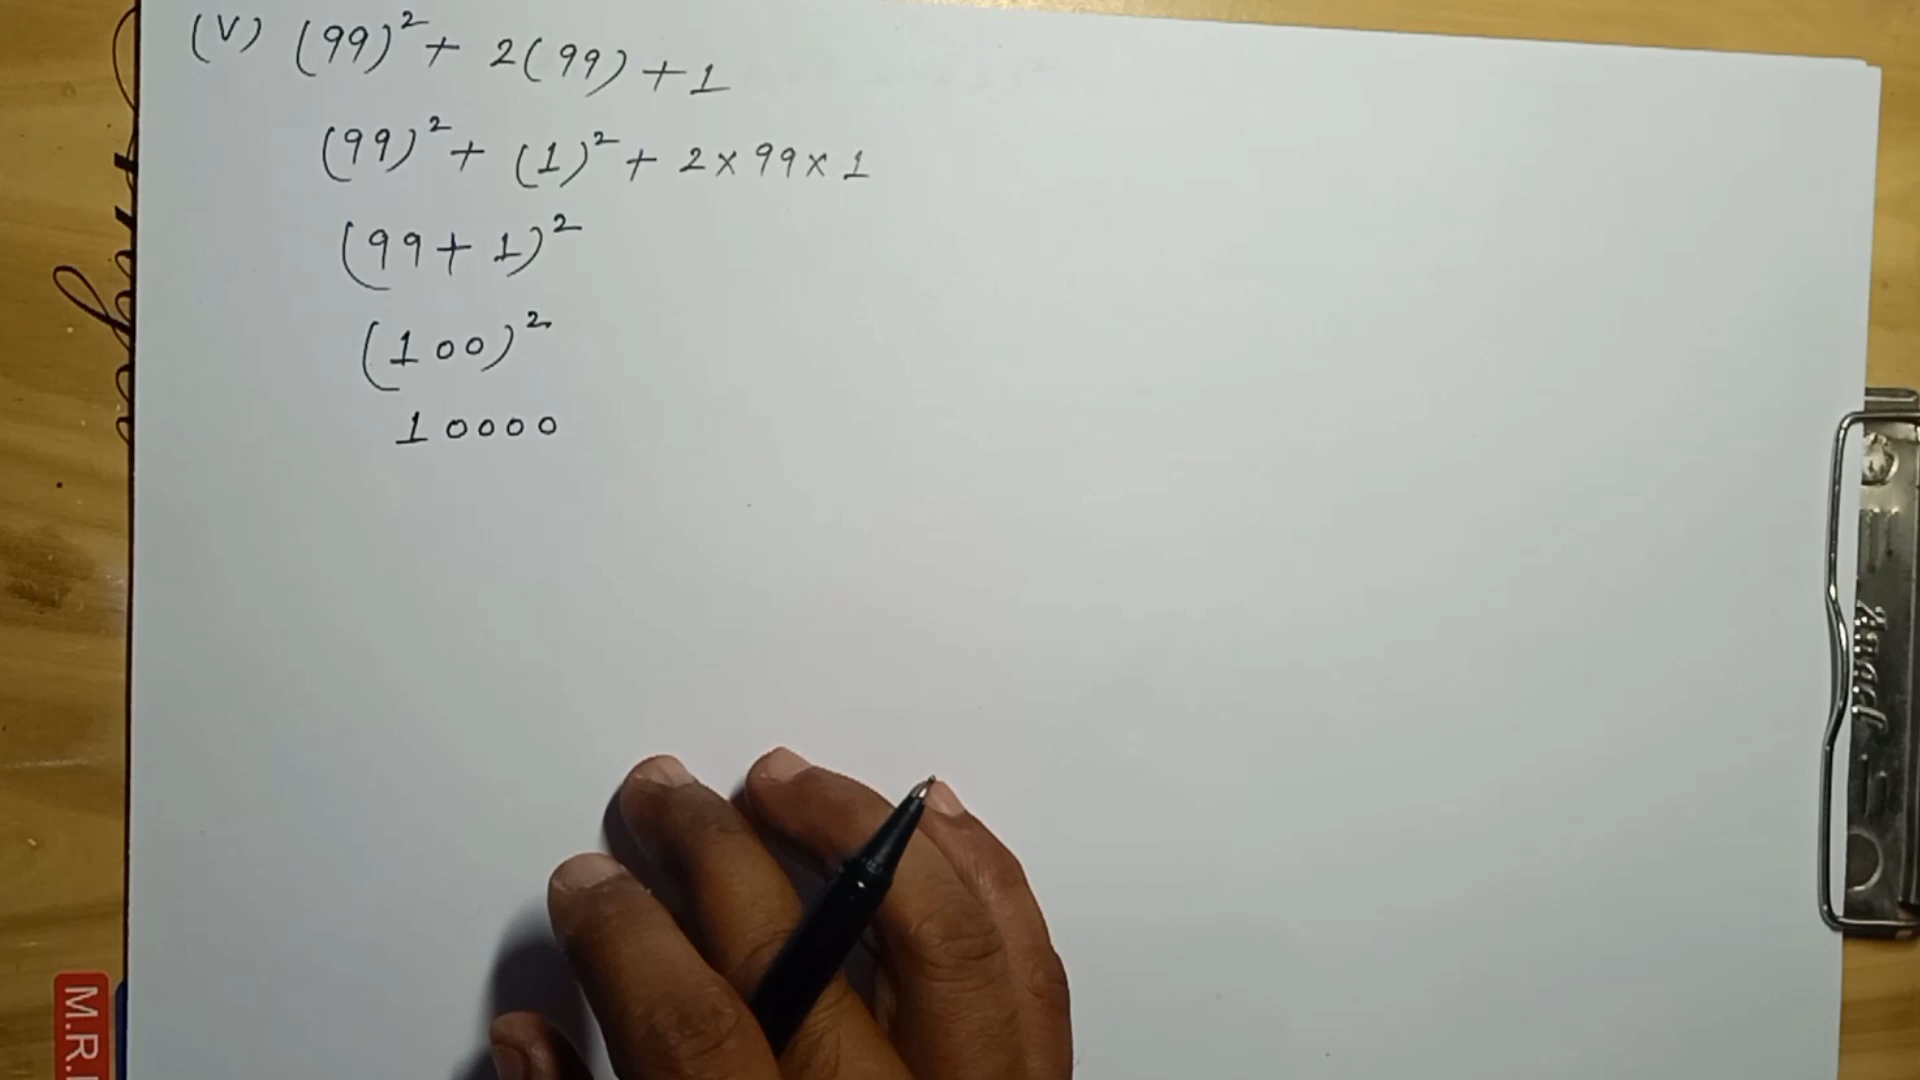 (V) (99)² + 2(99) + 1
(99)² + (1)² + 2 × 99 × 1
(99 + 1)²
(100)²
10000
M.R.